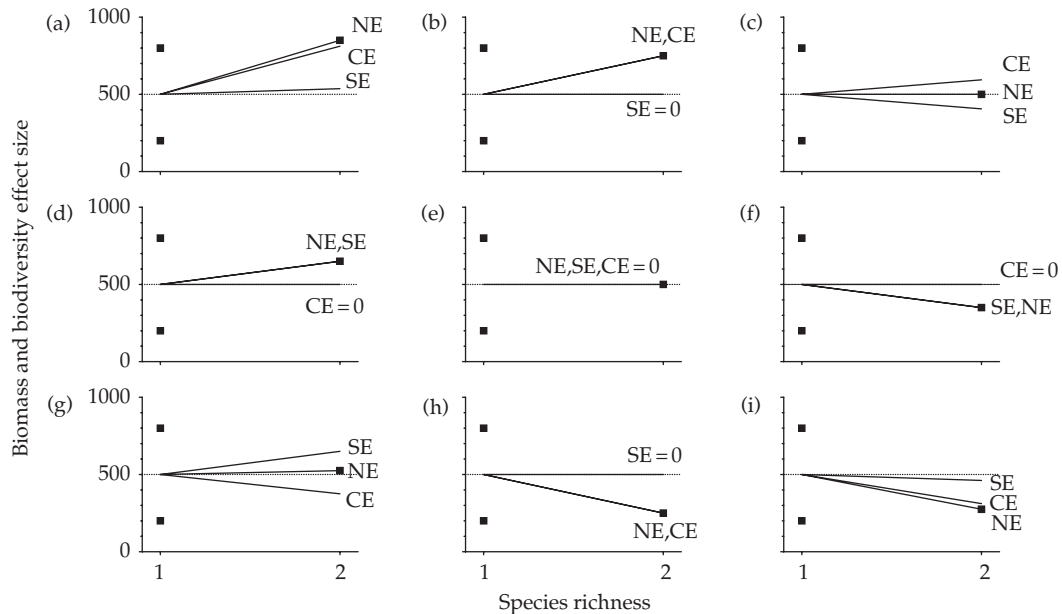 Biomass and biodiversity effect size
(a)
1000
500
0
NE
CE
SE
(b)
NE,CE
SE = 0
(c)
CE
NE
SE
(d)
1000
500
0
NE,SE
CE = 0
(e)
NE,SE,CE = 0
(f)
CE = 0
SE,NE
(g)
1000
500
0
SE
NE
CE
1
2
(h)
SE = 0
NE,CE
1
2
(i)
SE
CE
NE
1
2
Species richness